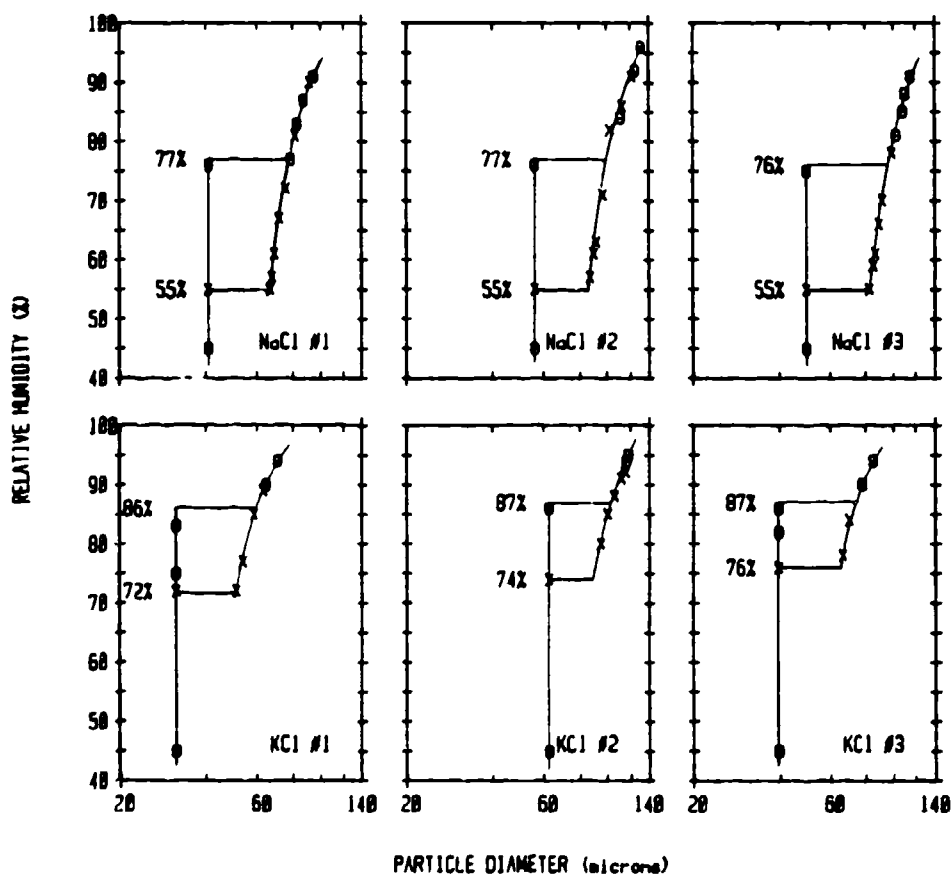 100
90
80
70
60
50
40
77%
55%
NaCl #1
77%
55%
NaCl #2
76%
55%
NaCl #3
RELATIVE HUMIDITY (%)
100
90
80
70
60
50
40
86%
72%
KCl #1
87%
74%
KCl #2
87%
76%
KCl #3
20 60 140 20 60 140 20 60 140
PARTICLE DIAMETER (microns)